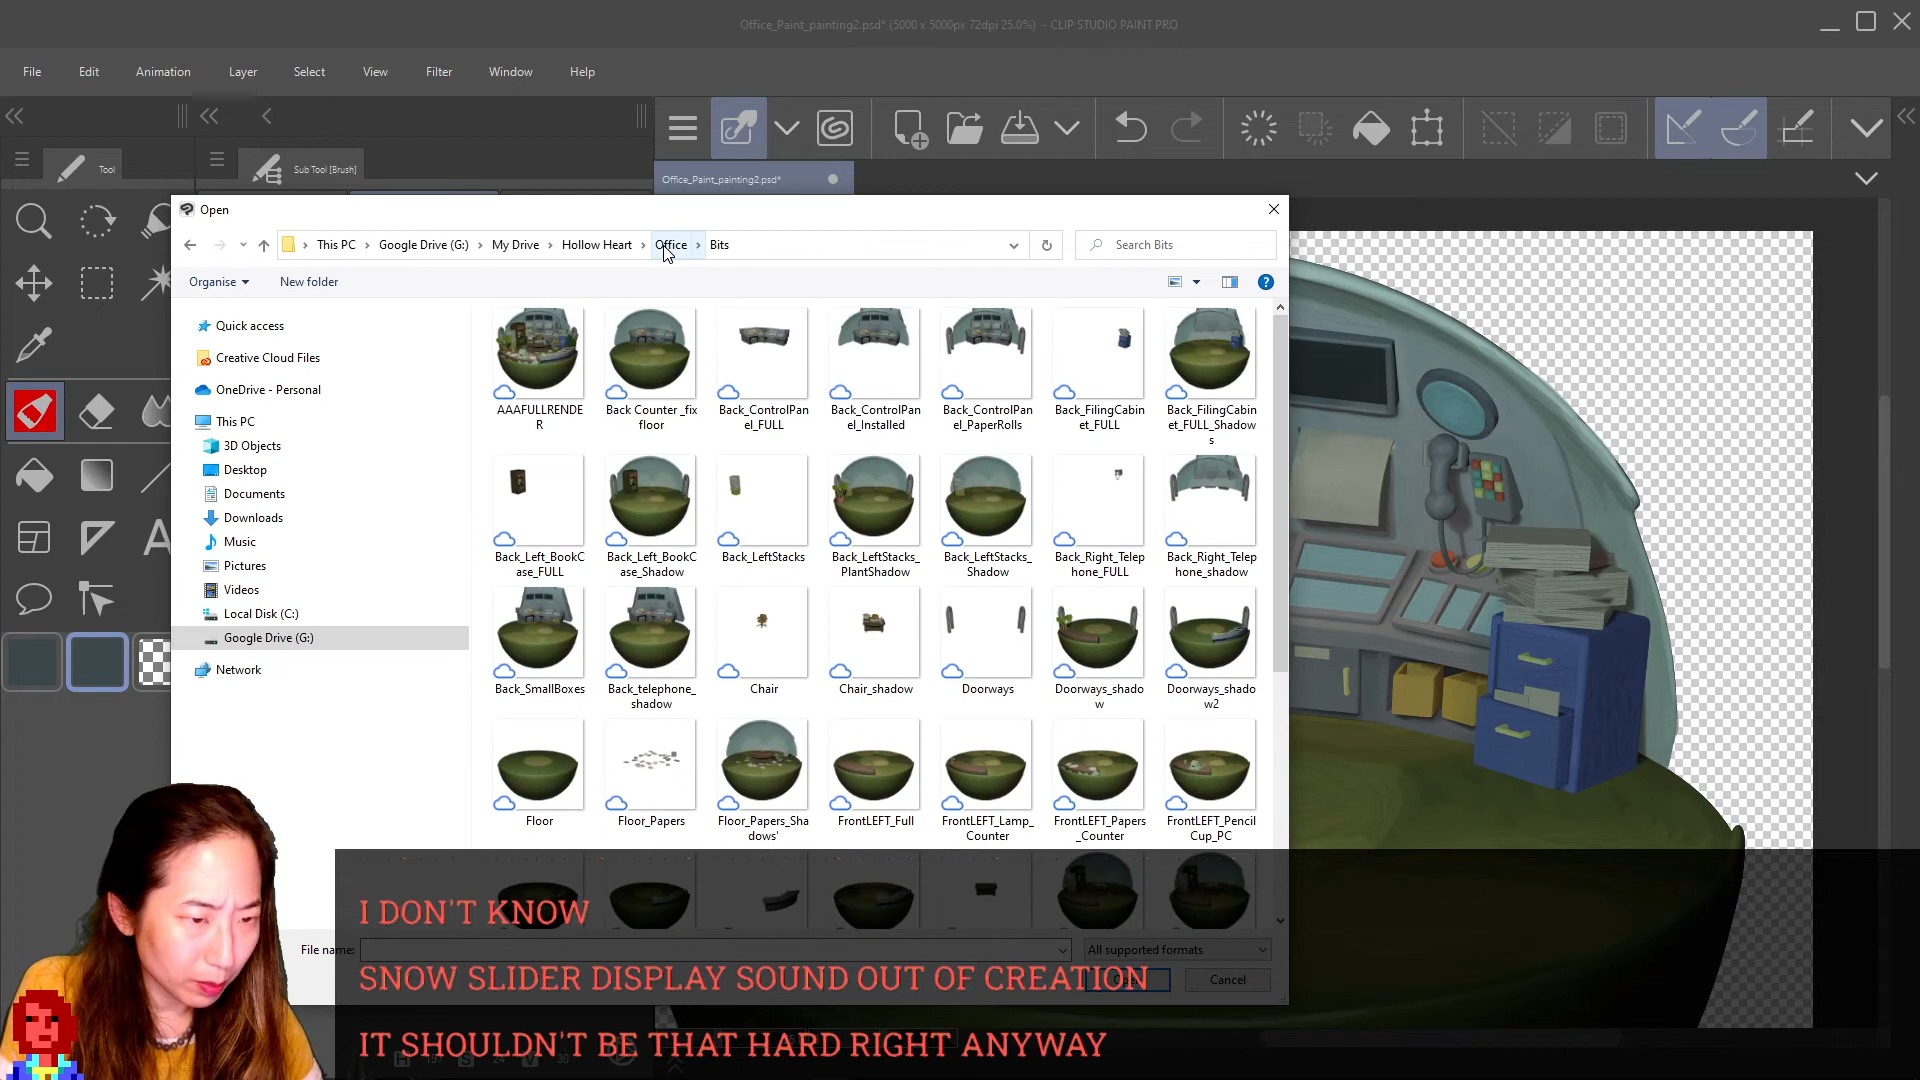 Office_Paint_painting2.psd* (5000 x 5000px 72dpi 25.0%) - CLIP STUDIO PAINT PRO
File Edit Animation Layer Select View Filter Window Help
Tool
Sub Tool [Brush]
Office_Paint_painting2.psd*
Open
This PC > Google Drive (G:) > My Drive > Hollow Heart > Office > Bits
Search Bits
Organise
New folder
Quick access
Creative Cloud Files
OneDrive - Personal
This PC
3D Objects
Desktop
Documents
Downloads
Music
Pictures
Videos
Local Disk (C:)
Google Drive (G:)
Network
AAAFULLRENDE
R
Back Counter _fix
floor
Back_ControlPan
el_FULL
Back_ControlPan
el_Installed
Back_ControlPan
el_PaperRolls
Back_FilingCabin
et_FULL
Back_FilingCabin
et_FULL_Shadow
s
Back_Left_BookC
ase_FULL
Back_Left_BookC
ase_Shadow
Back_LeftStacks
Back_LeftStacks_
PlantShadow
Back_LeftStacks_
Shadow
Back_Right_Telep
hone_FULL
Back_Right_Telep
hone_shadow
Back_SmallBoxes
Back_telephone_
shadow
Chair
Chair_shadow
Doorways
Doorways_shado
w
Doorways_shado
w2
Floor
Floor_Papers
Floor_Papers_Sha
dows'
FrontLEFT_Full
FrontLEFT_Lamp_
Counter
FrontLEFT_Papers
_Counter
FrontLEFT_Pencil
Cup_PC
File name:
All supported formats
Open
Cancel
I DON'T KNOW
SNOW SLIDER DISPLAY SOUND OUT OF CREATION
IT SHOULDN'T BE THAT HARD RIGHT ANYWAY